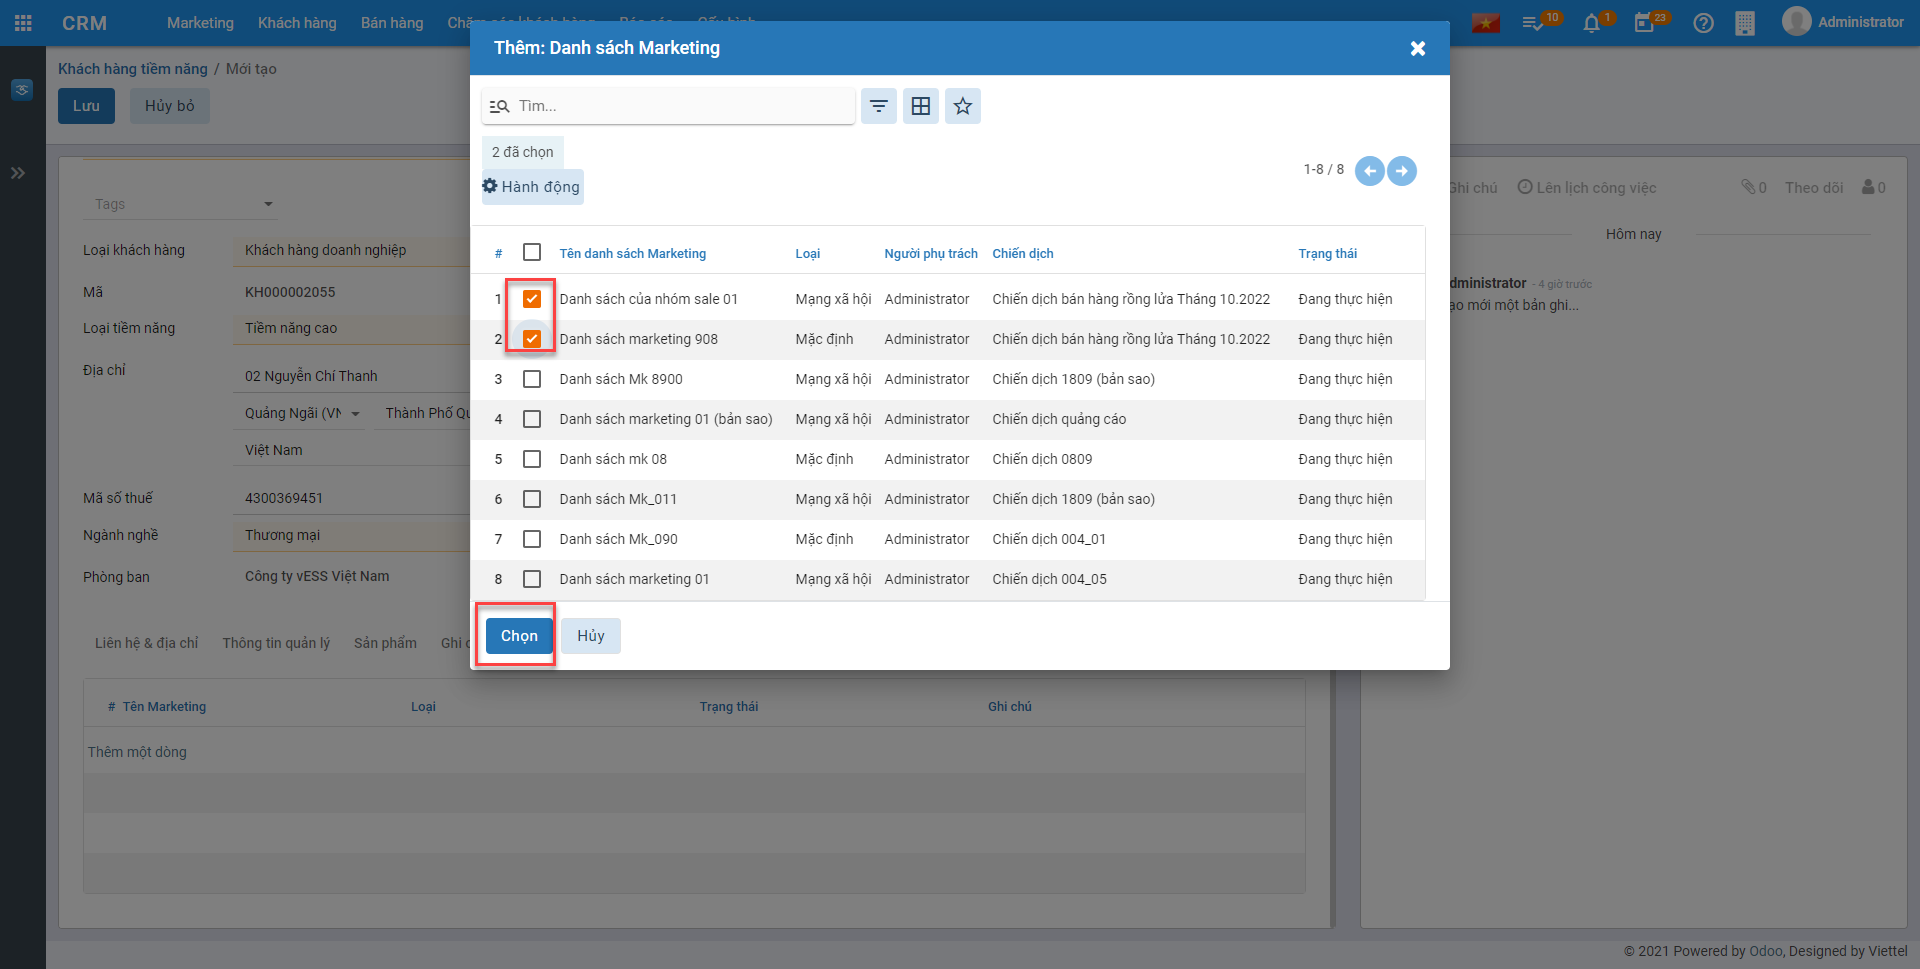 CRM
Marketing
Khách hàng
Bán hàng
10
1
23
Administrator
Khách hàng tiềm năng / Mới tạo
Lưu
Hủy bỏ
Thêm: Danh sách Marketing
Tìm...
2 đã chọn
Hành động
1-8 / 8
# Tên danh sách Marketing Loại Người phụ trách Chiến dịch Trạng thái
1 Danh sách của nhóm sale 01 Mạng xã hội Administrator Chiến dịch bán hàng rồng lửa Tháng 10.2022 Đang thực hiện
2 Danh sách marketing 908 Mặc định Administrator Chiến dịch bán hàng rồng lửa Tháng 10.2022 Đang thực hiện
3 Danh sách Mk 8900 Mạng xã hội Administrator Chiến dịch 1809 (bản sao) Đang thực hiện
4 Danh sách marketing 01 (bản sao) Mạng xã hội Administrator Chiến dịch quảng cáo Đang thực hiện
5 Danh sách mk 08 Mặc định Administrator Chiến dịch 0809 Đang thực hiện
6 Danh sách Mk_011 Mạng xã hội Administrator Chiến dịch 1809 (bản sao) Đang thực hiện
7 Danh sách Mk_090 Mặc định Administrator Chiến dịch 004_01 Đang thực hiện
8 Danh sách marketing 01 Mạng xã hội Administrator Chiến dịch 004_05 Đang thực hiện
Chọn
Hủy
Tags
Loại khách hàng Khách hàng doanh nghiệp
Mã KH000002055
Loại tiềm năng Tiềm năng cao
Địa chỉ 02 Nguyễn Chí Thanh
Quảng Ngãi (VN Thành Phố Qu
Việt Nam
Mã số thuế 4300369451
Ngành nghề Thương mại
Phòng ban Công ty vESS Việt Nam
Liên hệ & địa chỉ Thông tin quản lý Sản phẩm Ghi
# Tên Marketing Loại Trạng thái Ghi chú
Thêm một dòng
Ghi chú Lên lịch công việc 0 Theo dõi 0
Hôm nay
dministrator - 4 giờ trước
ạo mới một bản ghi...
© 2021 Powered by Odoo, Designed by Viettel